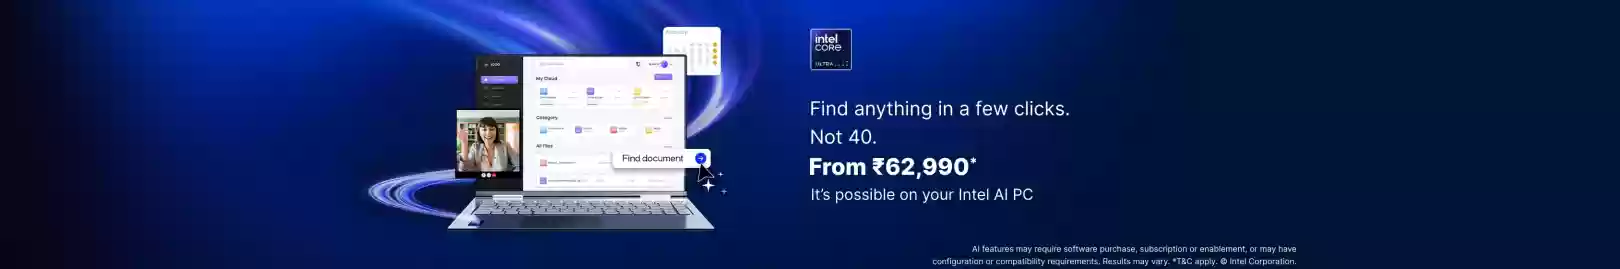 intel
CORE
ULTRA
My Cloud
Category
All Files
Find document
Find anything in a few clicks.
Not 40.
From ₹62,990*
It's possible on your Intel AI PC
AI features may require software purchase, subscription or enablement, or may have
configuration or compatibility requirements. Results may vary. *T&C apply. © Intel Corporation.